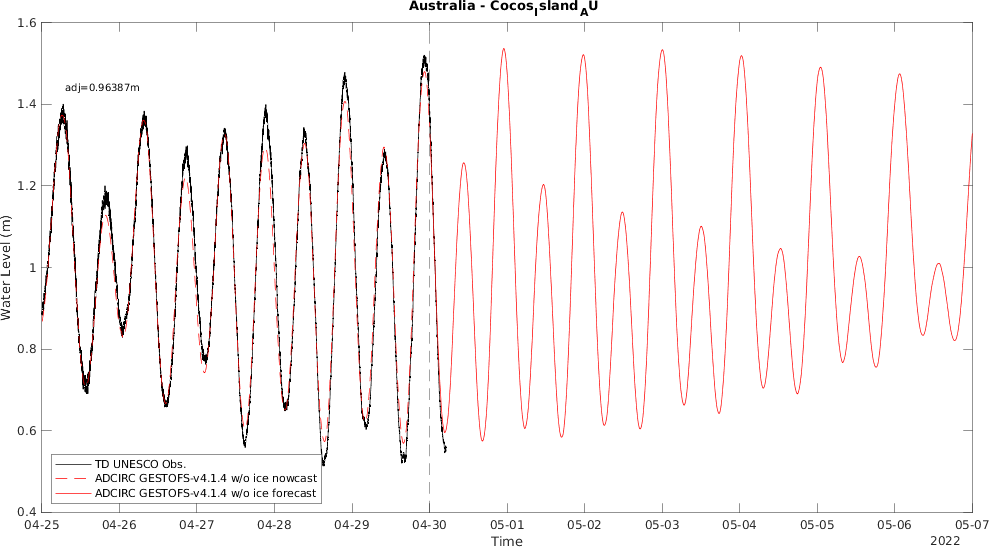 Australia - Cocos_Island_AU
1.6
1.4
1.2
1
0.8
0.6
0.4
Water Level (m)
adj=0.96387m
TD UNESCO Obs.
ADCIRC GESTOFS-v4.1.4 w/o ice nowcast
ADCIRC GESTOFS-v4.1.4 w/o ice forecast
04-25 04-26 04-27 04-28 04-29 04-30 05-01 05-02 05-03 05-04 05-05 05-06 05-07
Time
2022